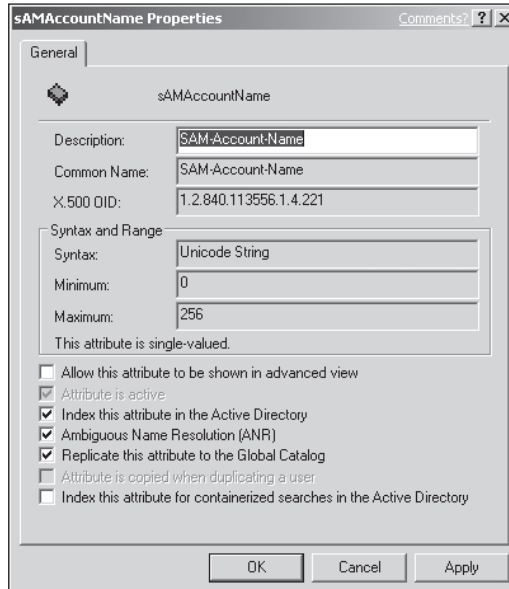 sAMAccountName Properties
Comments? ? X
General
sAMAccountName
Description: SAM-Account-Name
Common Name: SAM-Account-Name
X.500 OID: 1.2.840.113556.1.4.221
Syntax and Range
Syntax: Unicode String
Minimum: 0
Maximum: 256
This attribute is single-valued.
Allow this attribute to be shown in advanced view
Attribute is active
Index this attribute in the Active Directory
Ambiguous Name Resolution (ANR)
Replicate this attribute to the Global Catalog
Attribute is copied when duplicating a user
Index this attribute for containerized searches in the Active Directory
OK Cancel Apply